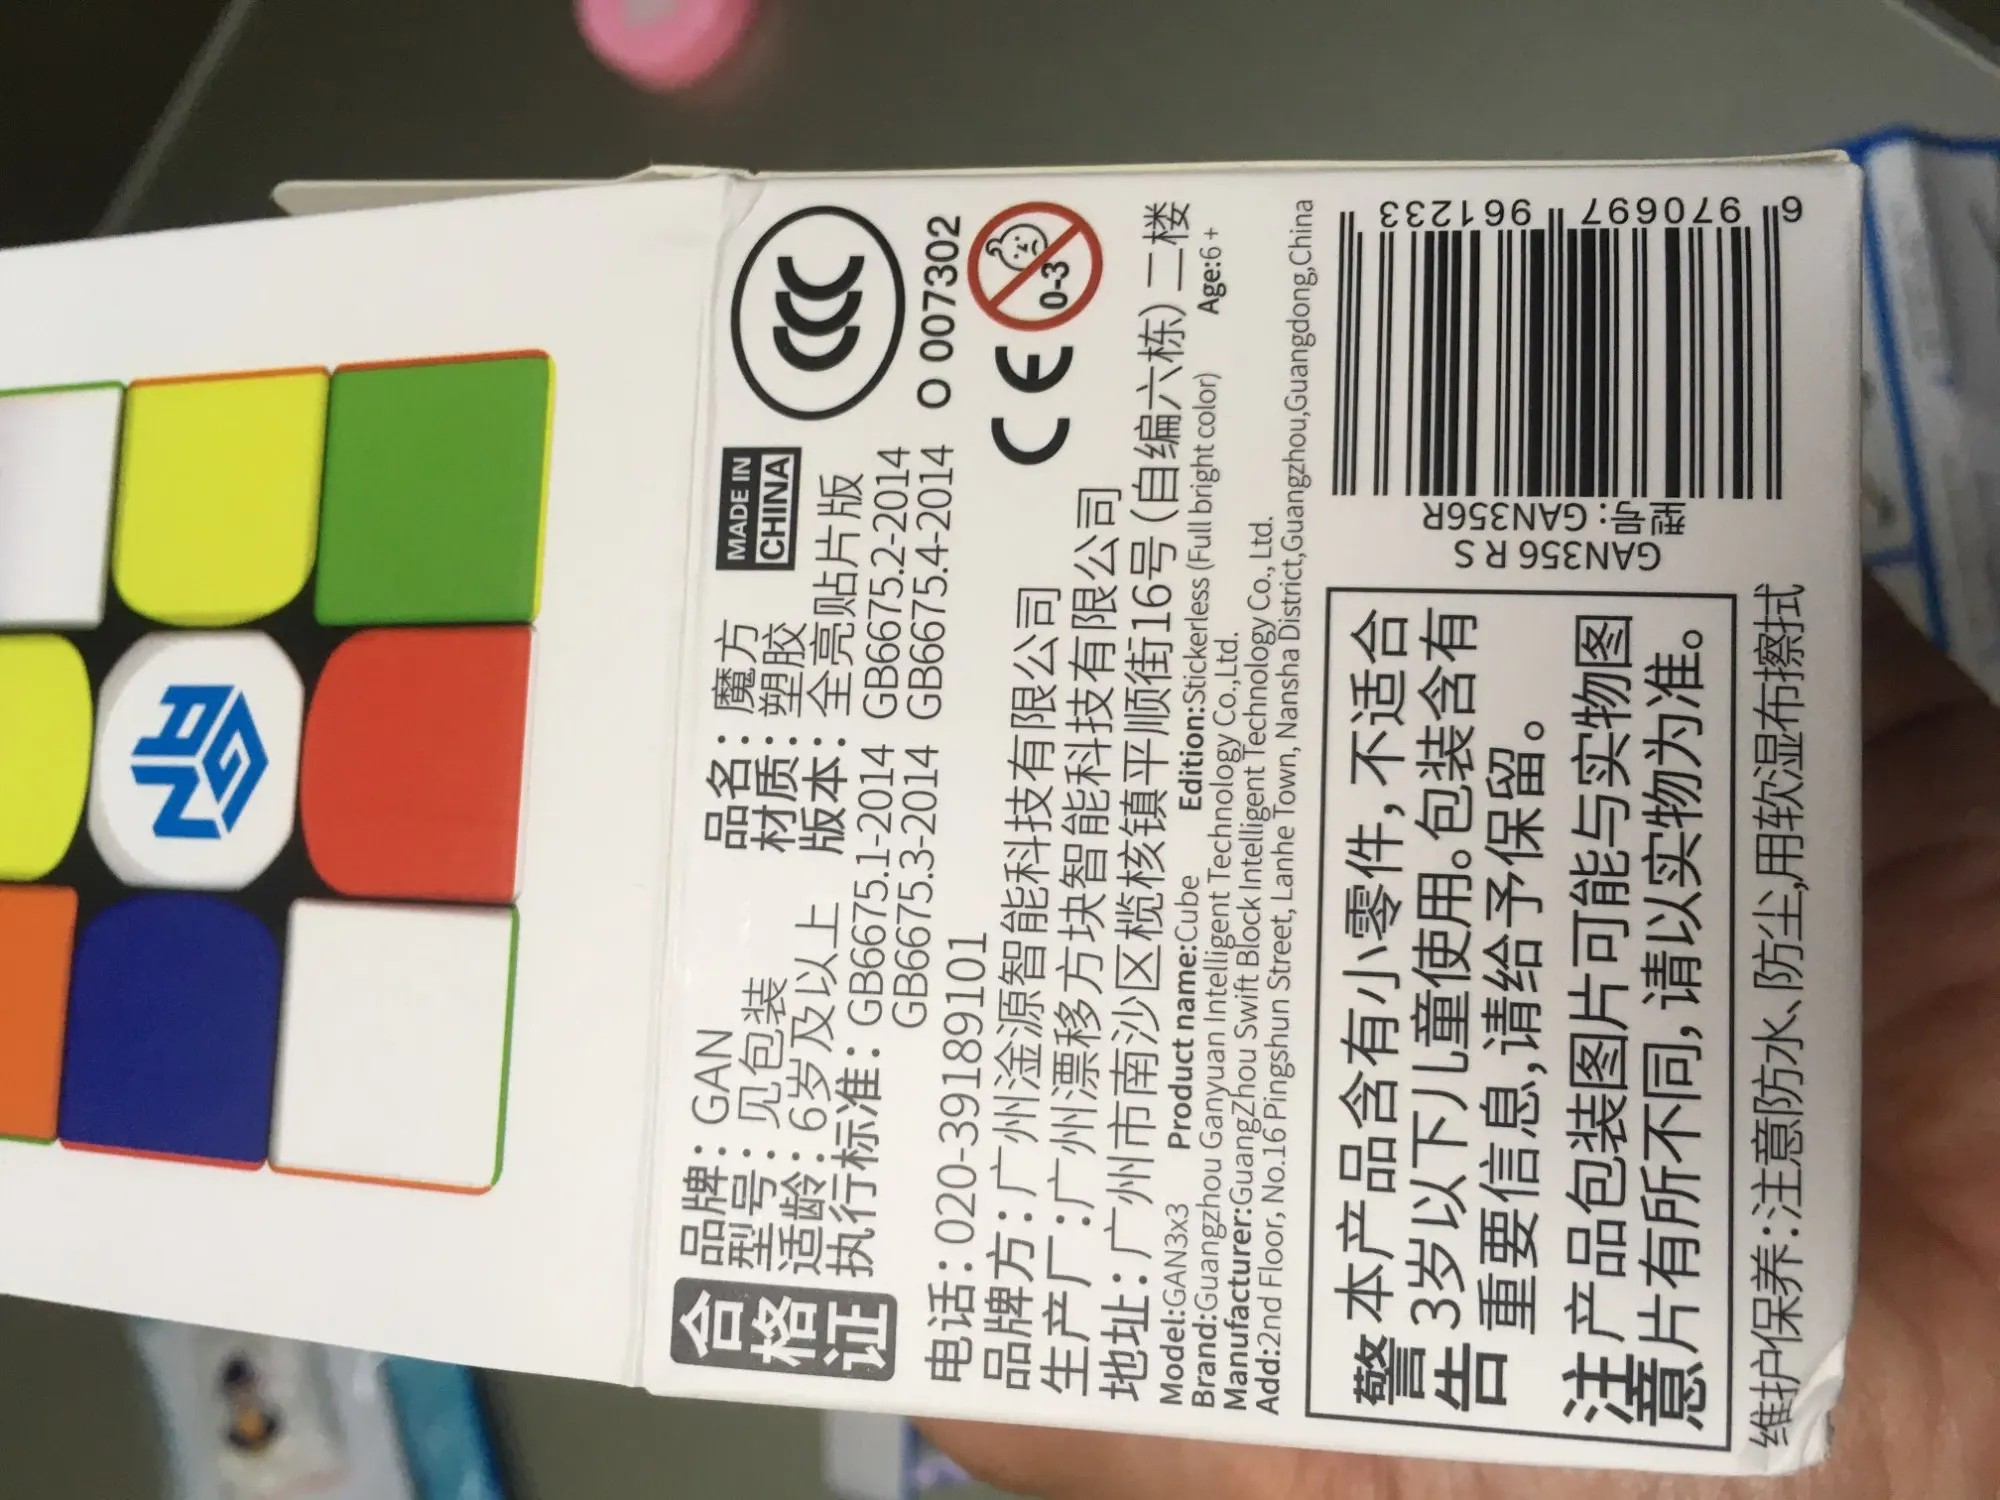 GAN
合格证
品牌：GAN 品名：魔方
型号：见包装 材质：塑胶
适龄：6岁及以上 版本：全亮贴片版
执行标准：GB6675.1-2014 GB6675.2-2014
GB6675.3-2014 GB6675.4-2014
MADE IN
CHINA
CCC
O 007302
电话：020-39189101
品牌方：广州淦源智能科技有限公司
生产厂：广州漂移方块智能科技有限公司
地址：广州市南沙区榄核镇平顺街16号（自编六栋）二楼
CE
0-3
Model:GAN3x3 Product name:Cube Edition:Stickerless (Full bright color) Age:6+
Brand:Guangzhou Ganyuan Intelligent Technology Co.,Ltd.
Manufacturer:Guangzhou Swift Block Intelligent Technology Co., Ltd.
Add:2nd Floor, No.16 Pingshun Street, Lanhe Town, Nansha District,Guangzhou,Guangdong,China
警告 本产品含有小零件，不适合
3岁以下儿童使用。包装含有
重要信息，请给予保留。
注意 产品包装图片可能与实物图
片有所不同，请以实物为准。
维护保养：注意防水、防尘，用软湿布擦拭
GAN356 R S
型号：GAN356R
6 970697 961233